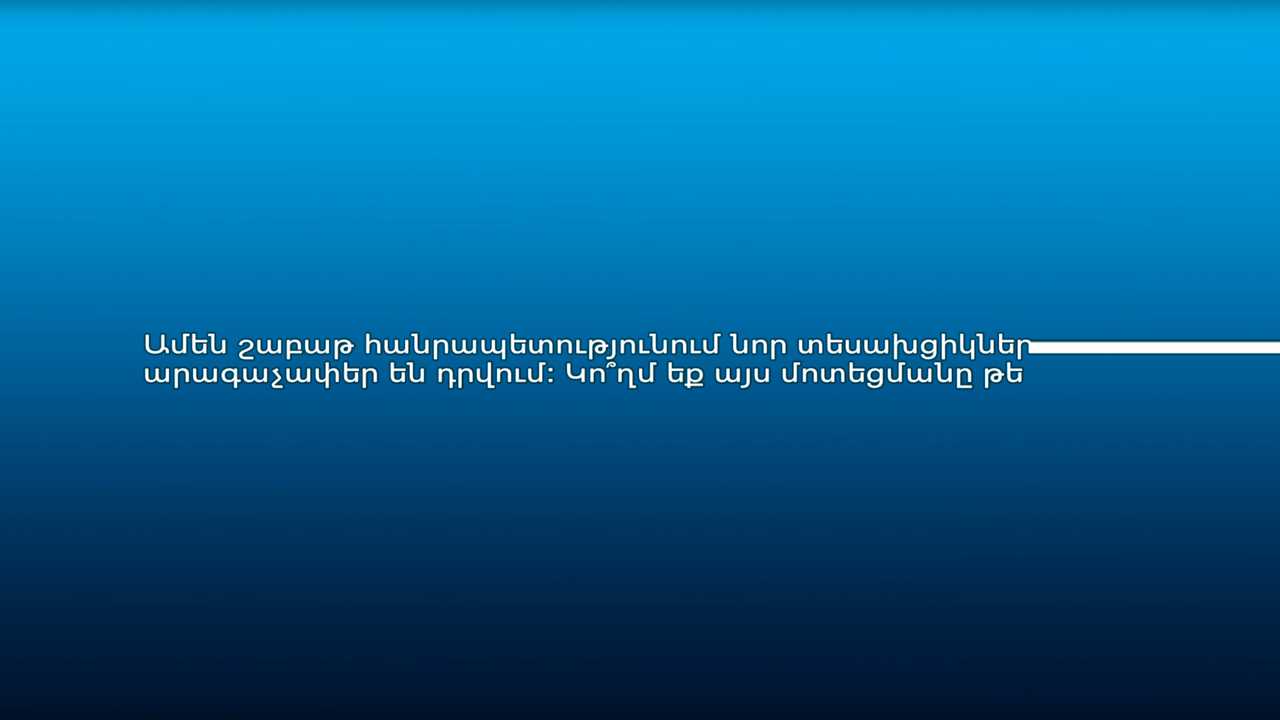 Ամեն շաբաթ հանրապետությունում նոր տեսախցիկներ
արագաչափեր են դրվում: Կո՞ղմ եք այս մոտեցմանը թե